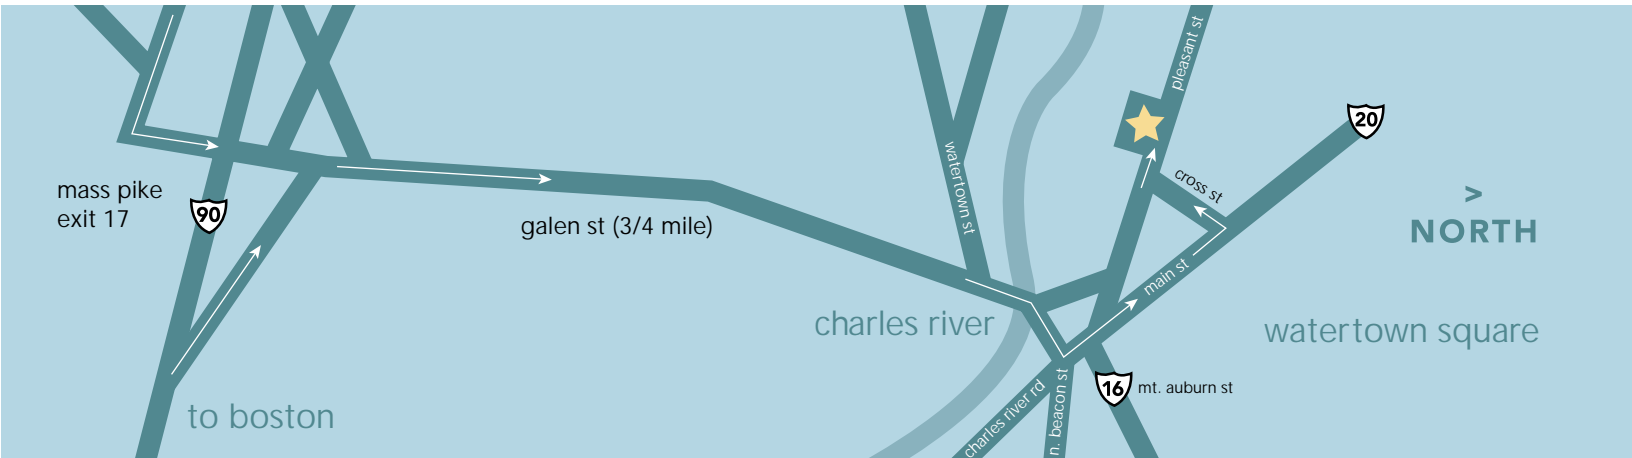 pleasant st
20
watertown st
cross st
mass pike
exit 17
90
galen st (3/4 mile)
>
NORTH
main st
charles river
watertown square
charles river rd
n. beacon st
16
mt. auburn st
to boston